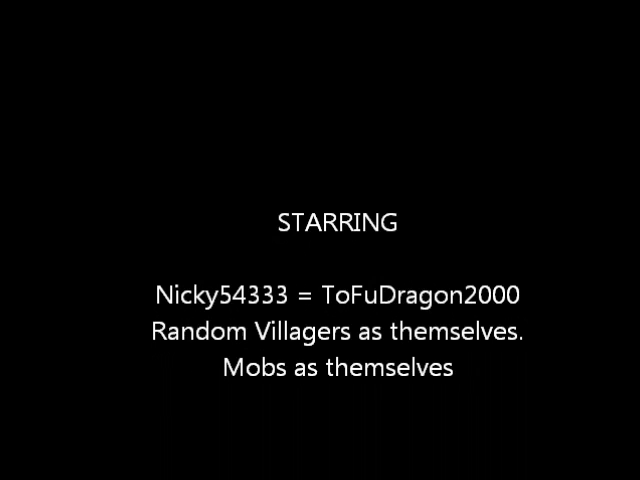 STARRING
Nicky54333 = ToFuDragon2000
Random Villagers as themselves.
Mobs as themselves